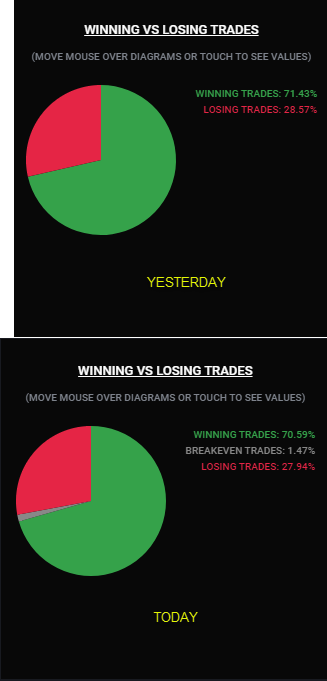 WINNING VS LOSING TRADES
(MOVE MOUSE OVER DIAGRAMS OR TOUCH TO SEE VALUES)
WINNING TRADES: 71.43%
LOSING TRADES: 28.57%
YESTERDAY
WINNING VS LOSING TRADES
(MOVE MOUSE OVER DIAGRAMS OR TOUCH TO SEE VALUES)
WINNING TRADES: 70.59%
BREAKEVEN TRADES: 1.47%
LOSING TRADES: 27.94%
TODAY